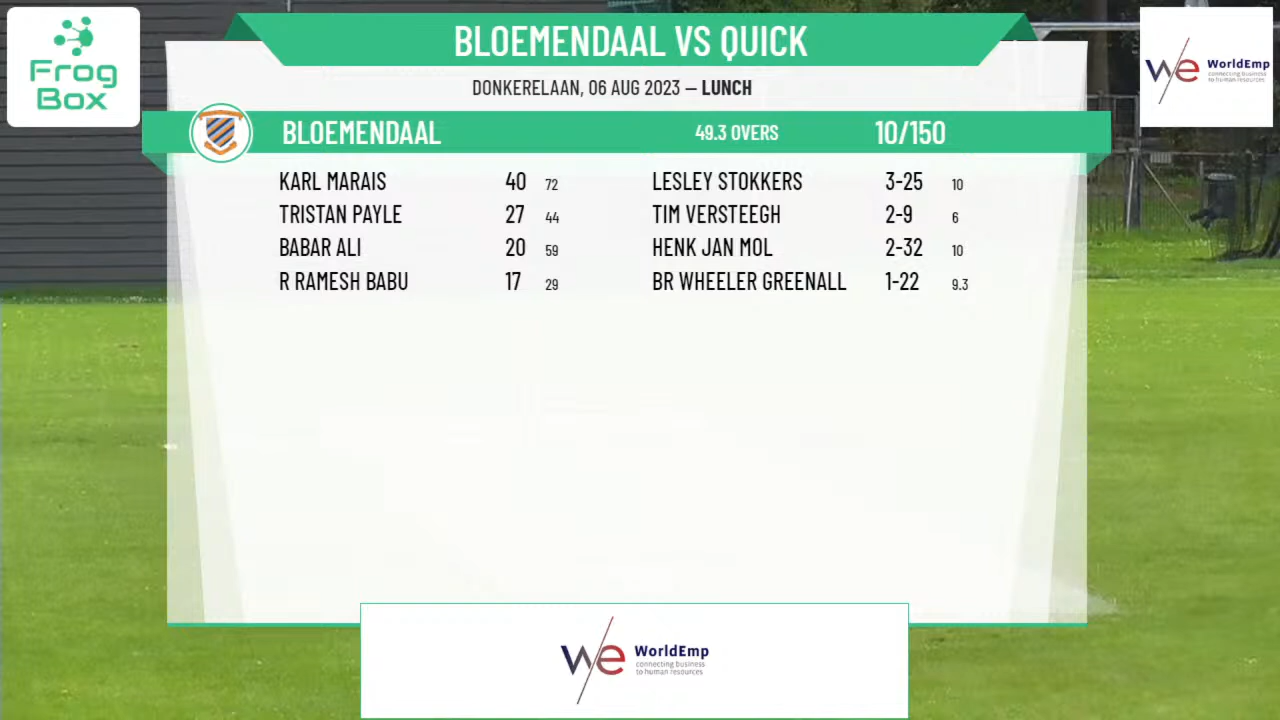 Frog
Box
BLOEMENDAAL VS QUICK
DONKERELAAN, 06 AUG 2023 – LUNCH
we WorldEmp
connecting business
to human resources
BLOEMENDAAL 49.3 OVERS 10/150
KARL MARAIS 40 72 LESLEY STOKKERS 3-25 10
TRISTAN PAYLE 27 44 TIM VERSTEEGH 2-9 6
BABAR ALI 20 59 HENK JAN MOL 2-32 10
R RAMESH BABU 17 29 BR WHEELER GREENALL 1-22 9.3
we WorldEmp
connecting business
to human resources